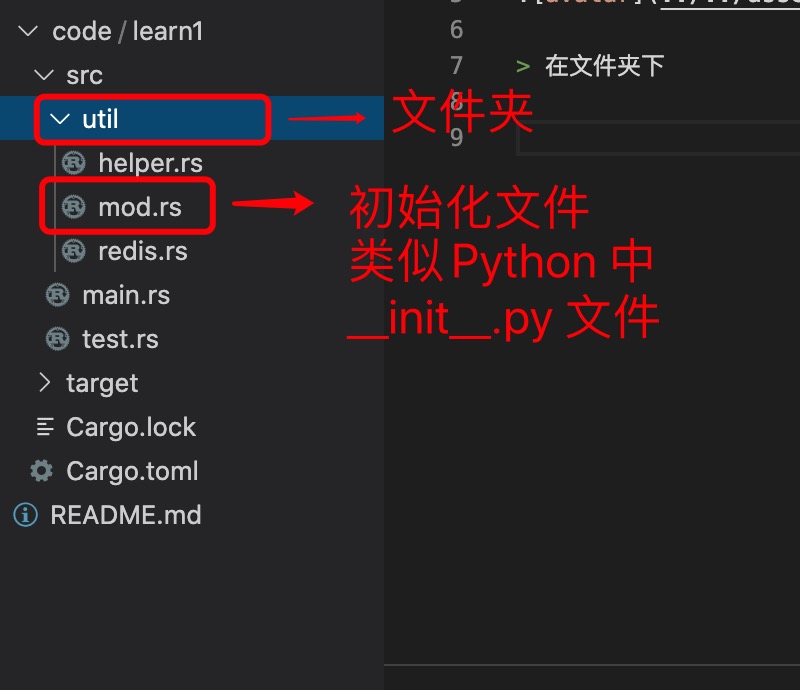 code / learn1
src
util
helper.rs
mod.rs
redis.rs
main.rs
test.rs
target
Cargo.lock
Cargo.toml
README.md
6
7 > 在文件夹下
8
9
文件夹
初始化文件
类似 Python 中
__init__.py 文件